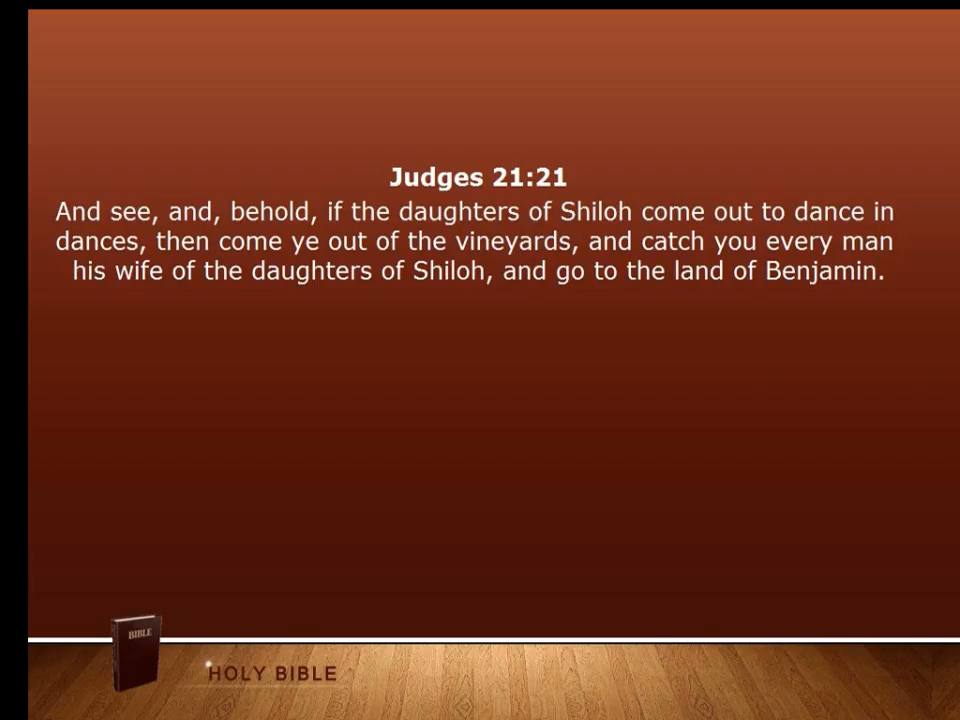 Judges 21:21
And see, and, behold, if the daughters of Shiloh come out to dance in
dances, then come ye out of the vineyards, and catch you every man
his wife of the daughters of Shiloh, and go to the land of Benjamin.
BIBLE
HOLY BIBLE